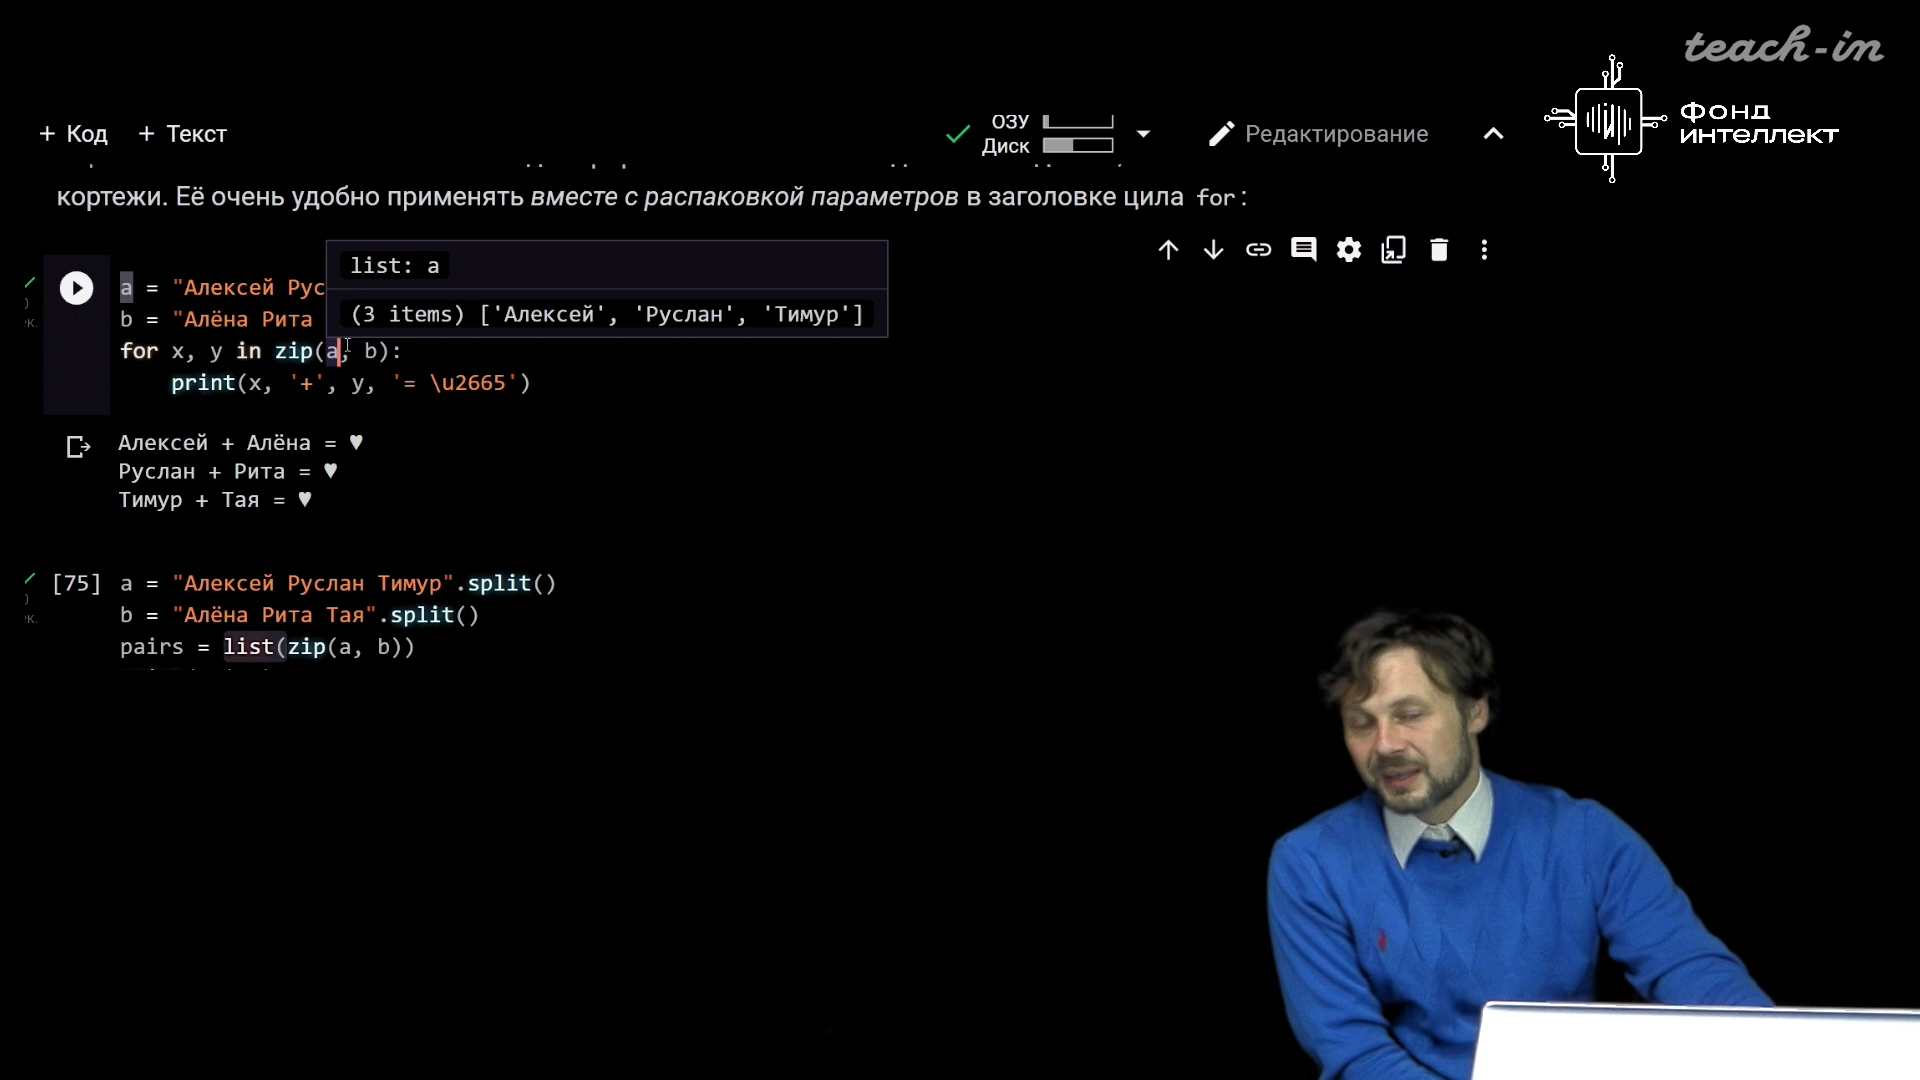 teach-in
Фонд
интеллект
+ Код + Текст
ОЗУ
Диск
Редактирование
кортежи. Её очень удобно применять вместе с распаковкой параметров в заголовке цила for:
list: a
(3 items) ['Алексей', 'Руслан', 'Тимур']
a = "Алексей Рус
b = "Алёна Рита
for x, y in zip(a, b):
print(x, '+', y, '= \u2665')
Алексей + Алёна = ♥
Руслан + Рита = ♥
Тимур + Тая = ♥
[75] a = "Алексей Руслан Тимур".split()
b = "Алёна Рита Тая".split()
pairs = list(zip(a, b))